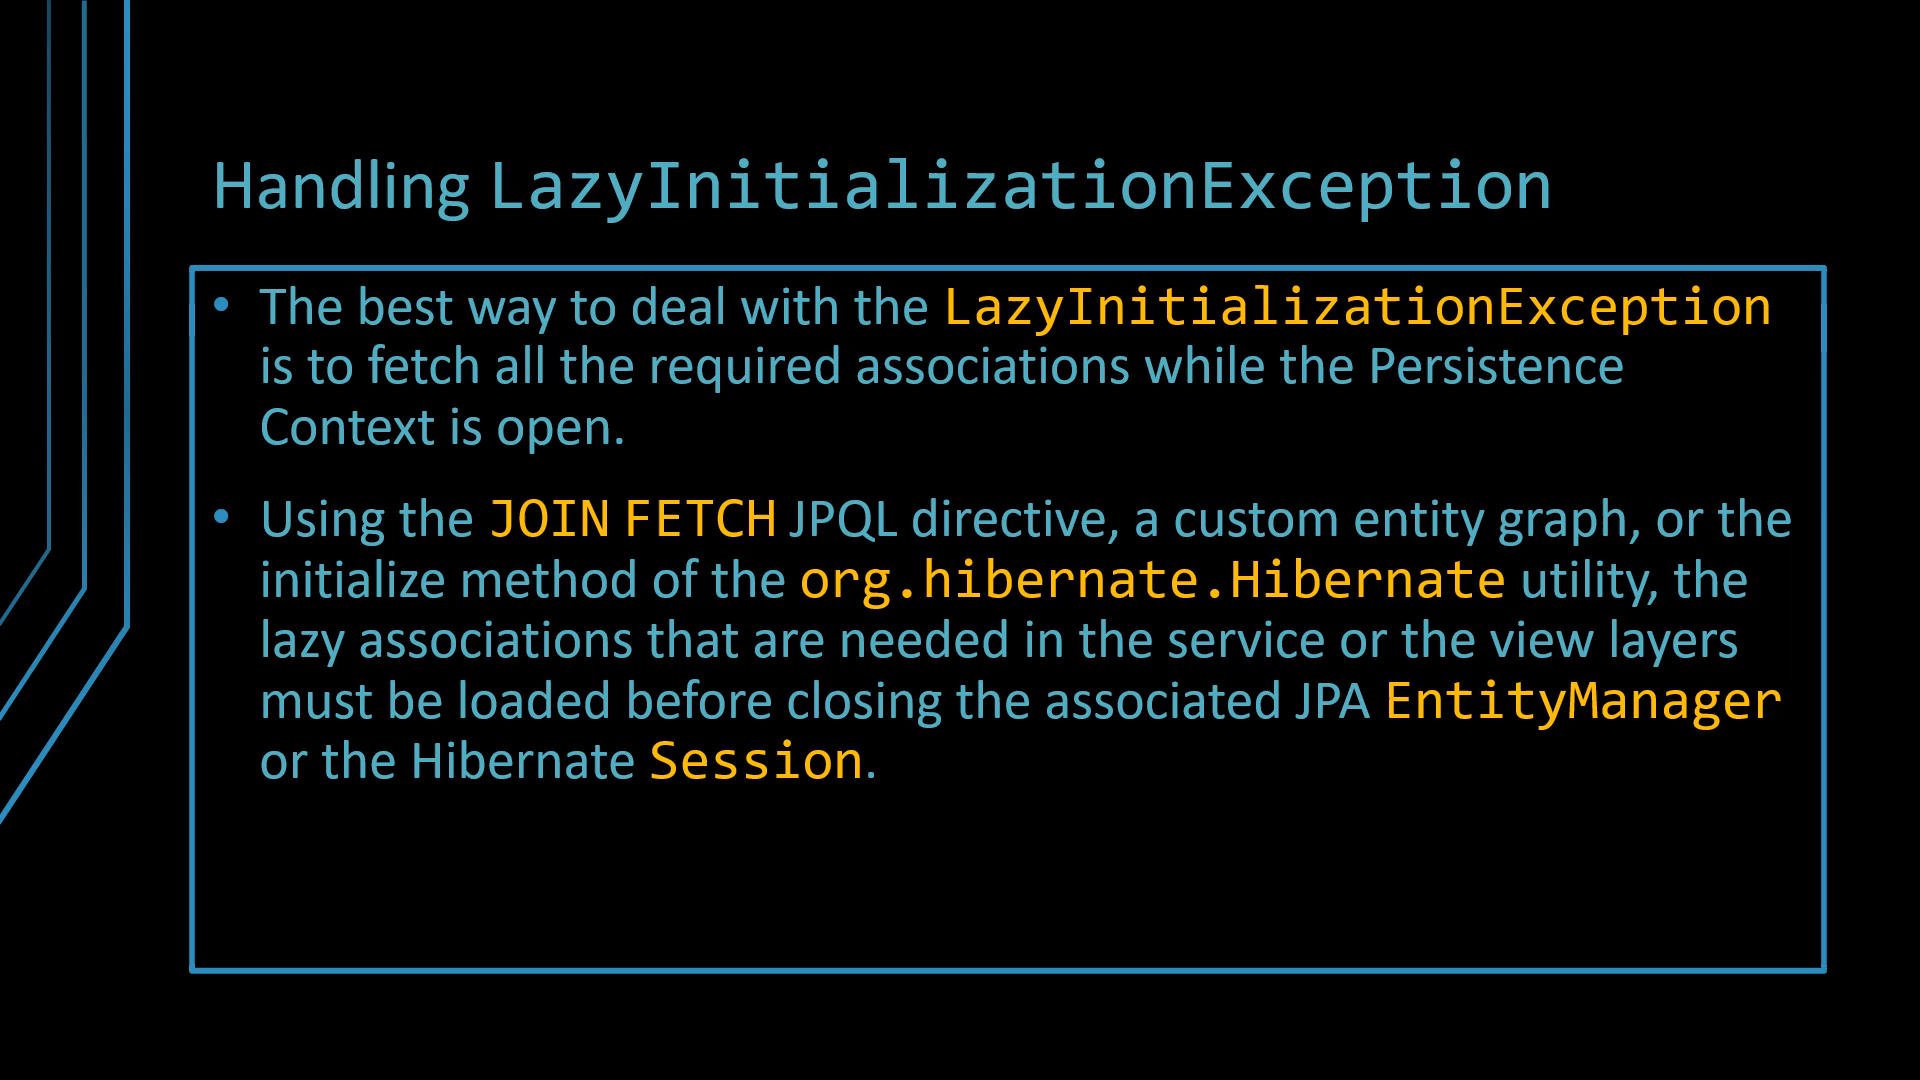 Handling LazyInitializationException
• The best way to deal with the LazyInitializationException
is to fetch all the required associations while the Persistence
Context is open.
• Using the JOIN FETCH JPQL directive, a custom entity graph, or the
initialize method of the org.hibernate.Hibernate utility, the
lazy associations that are needed in the service or the view layers
must be loaded before closing the associated JPA EntityManager
or the Hibernate Session.